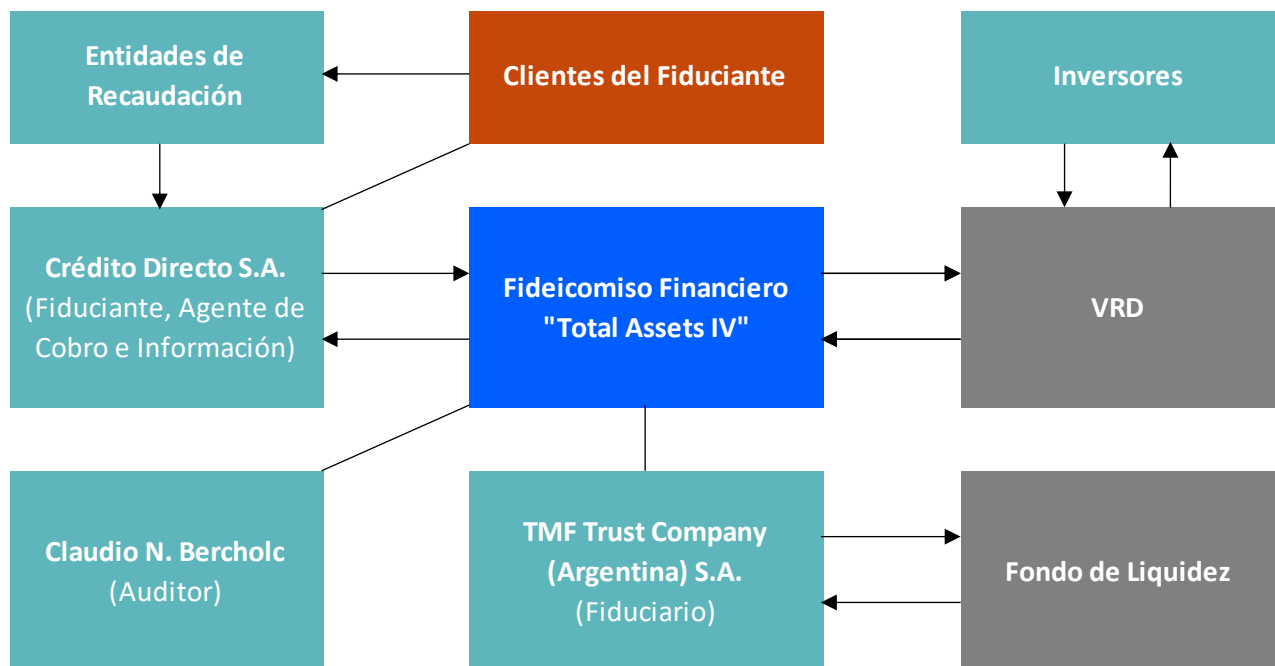 Entidades de
Recaudación
Clientes del Fiduciante
Inversores
Crédito Directo S.A.
(Fiduciante, Agente de
Cobro e Información)
Fideicomiso Financiero
"Total Assets IV"
VRD
Claudio N. Bercholc
(Auditor)
TMF Trust Company
(Argentina) S.A.
(Fiduciario)
Fondo de Liquidez